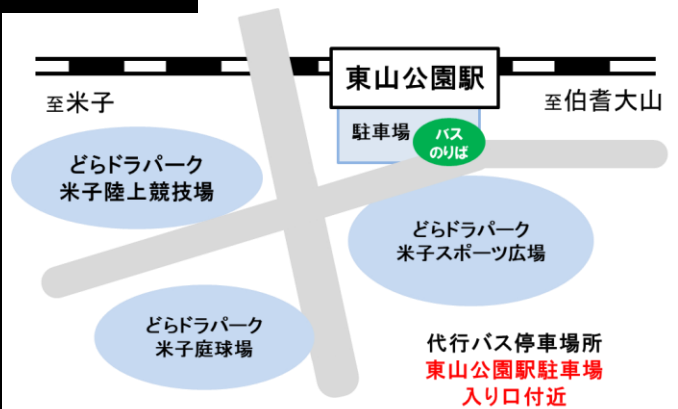 東山公園駅
至米子
至伯耆大山
駐車場
バス
のりば
どらドラパーク
米子陸上競技場
どらドラパーク
米子スポーツ広場
どらドラパーク
米子庭球場
代行バス停車場所
東山公園駅駐車場
入り口付近